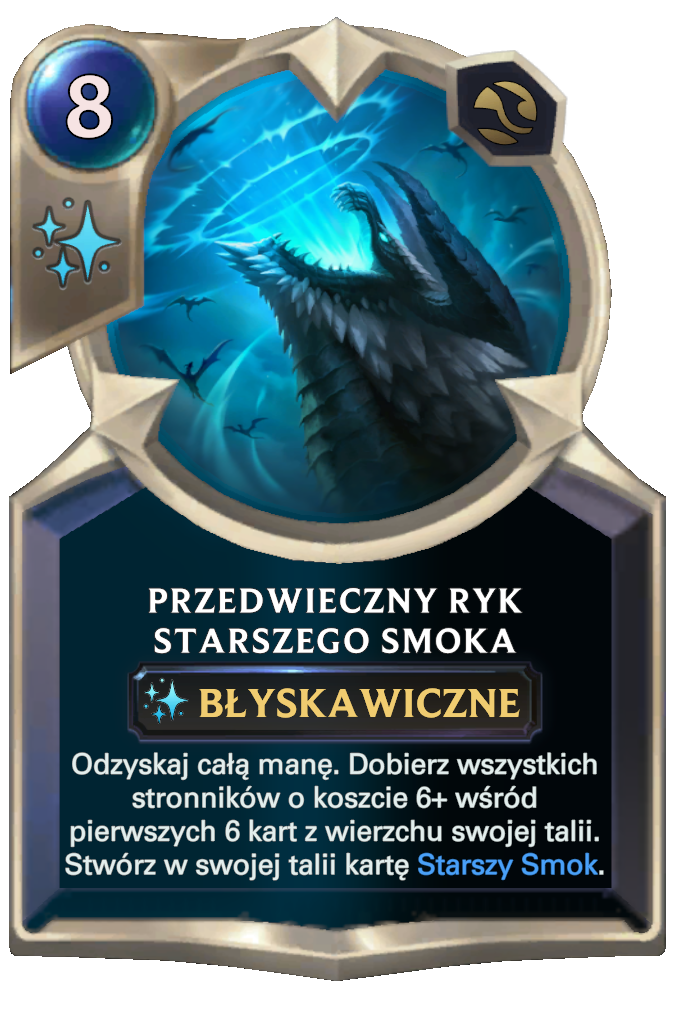 8
PRZEDWIECZNY RYK
STARSZEGO SMOKA
BŁYSKAWICZNE
Odzyskaj całą manę. Dobierz wszystkich
stronników o koszcie 6+ wśród
pierwszych 6 kart z wierzchu swojej talii.
Stwórz w swojej talii kartę Starszy Smok.